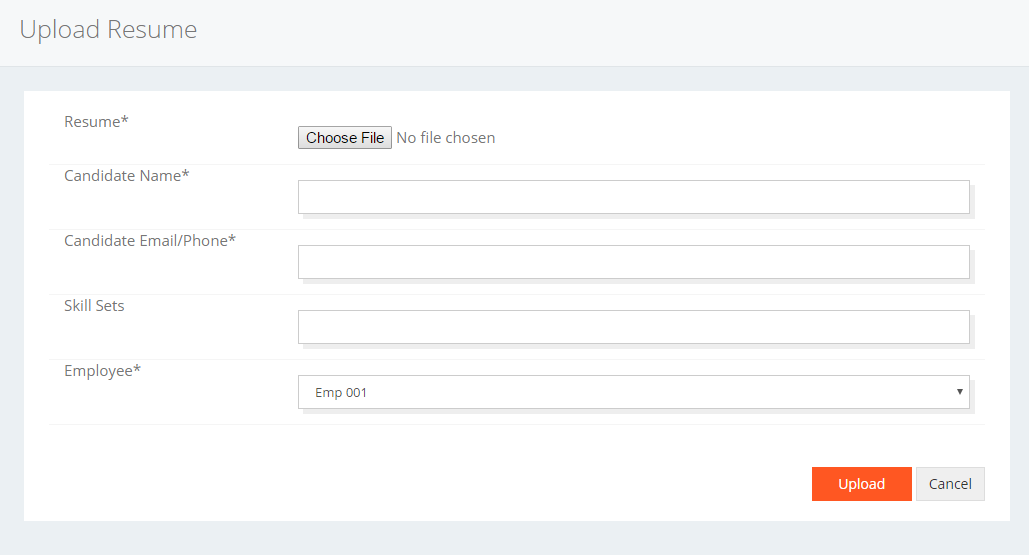 Upload Resume
Resume*
Choose File No file chosen
Candidate Name*
Candidate Email/Phone*
Skill Sets
Employee*
Emp 001
Upload Cancel